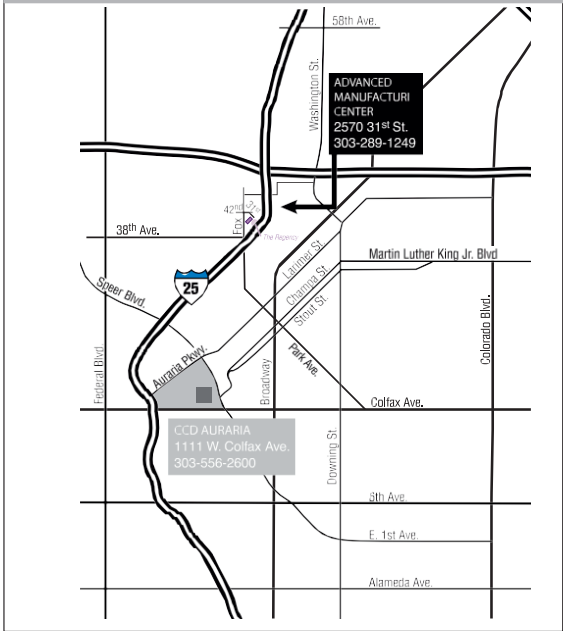 58th Ave.
Washington St.
ADVANCED
MANUFACTURI
CENTER
2570 31st St.
303-289-1249
42nd
31st
Fox
38th Ave.
The Regency
Larimer St.
Martin Luther King Jr. Blvd
25
Champa St.
Speer Blvd.
Stout St.
Colorado Blvd.
Auraria Pkwy.
Park Ave.
Federal Blvd.
Broadway
Colfax Ave.
CCD AURARIA
1111 W. Colfax Ave.
303-556-2600
Downing St.
6th Ave.
E. 1st Ave.
Alameda Ave.